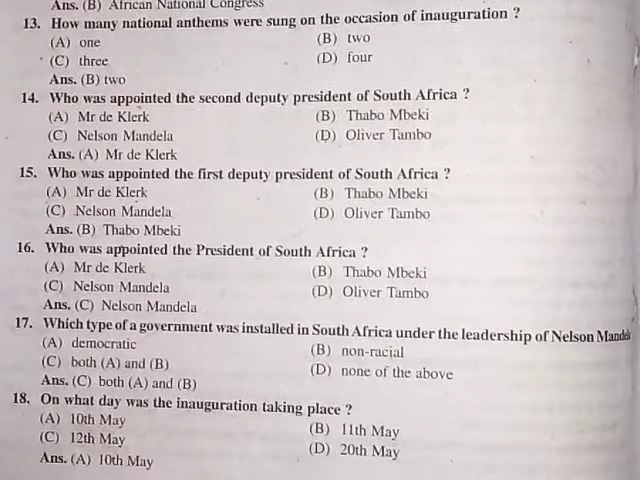 Ans. (B) African National Congress
13. How many national anthems were sung on the occasion of inauguration ?
(A) one (B) two
(C) three (D) four
Ans. (B) two
14. Who was appointed the second deputy president of South Africa ?
(A) Mr de Klerk (B) Thabo Mbeki
(C) Nelson Mandela (D) Oliver Tambo
Ans. (A) Mr de Klerk
15. Who was appointed the first deputy president of South Africa ?
(A) Mr de Klerk (B) Thabo Mbeki
(C) Nelson Mandela (D) Oliver Tambo
Ans. (B) Thabo Mbeki
16. Who was appointed the President of South Africa ?
(A) Mr de Klerk (B) Thabo Mbeki
(C) Nelson Mandela (D) Oliver Tambo
Ans. (C) Nelson Mandela
17. Which type of a government was installed in South Africa under the leadership of Nelson Mandela
(A) democratic (B) non-racial
(C) both (A) and (B) (D) none of the above
Ans. (C) both (A) and (B)
18. On what day was the inauguration taking place ?
(A) 10th May (B) 11th May
(C) 12th May (D) 20th May
Ans. (A) 10th May